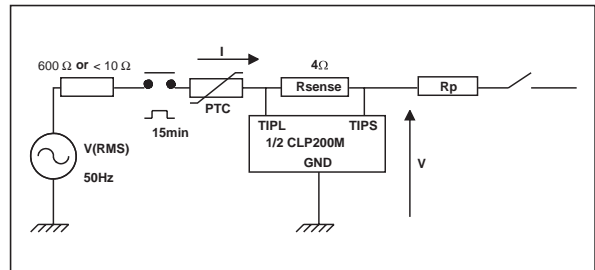 I
600 Ω or < 10 Ω
4Ω
Rsense
Rp
PTC
15min
TIPL
TIPS
1/2 CLP200M
V(RMS)
GND
V
50Hz